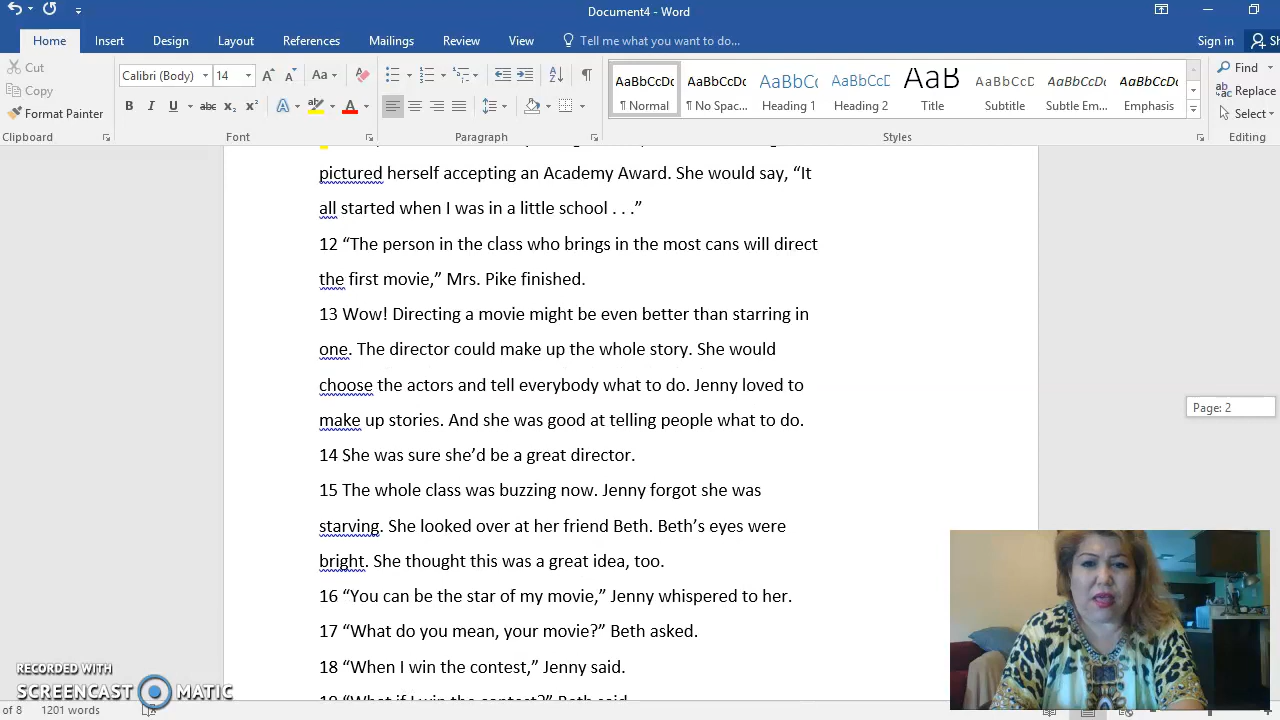 Document4 - Word
Home Insert Design Layout References Mailings Review View Tell me what you want to do... Sign in
Cut
Copy
Format Painter
Calibri (Body) 14
Clipboard Font Paragraph Styles Editing
AaBbCcDc AaBbCcDc AaBbCc AaBbCcD AaB AaBbCcD AaBbCcDc AaBbCcDc
¶ Normal ¶ No Spac... Heading 1 Heading 2 Title Subtitle Subtle Em... Emphasis
Find
Replace
Select
pictured herself accepting an Academy Award. She would say, “It
all started when I was in a little school . . .”
12 “The person in the class who brings in the most cans will direct
the first movie,” Mrs. Pike finished.
13 Wow! Directing a movie might be even better than starring in
one. The director could make up the whole story. She would
choose the actors and tell everybody what to do. Jenny loved to
make up stories. And she was good at telling people what to do.
14 She was sure she’d be a great director.
15 The whole class was buzzing now. Jenny forgot she was
starving. She looked over at her friend Beth. Beth’s eyes were
bright. She thought this was a great idea, too.
16 “You can be the star of my movie,” Jenny whispered to her.
17 “What do you mean, your movie?” Beth asked.
18 “When I win the contest,” Jenny said.
19 “What if I win the contest?” Beth said.
Page: 2
RECORDED WITH
SCREENCAST MATIC
of 8 1201 words